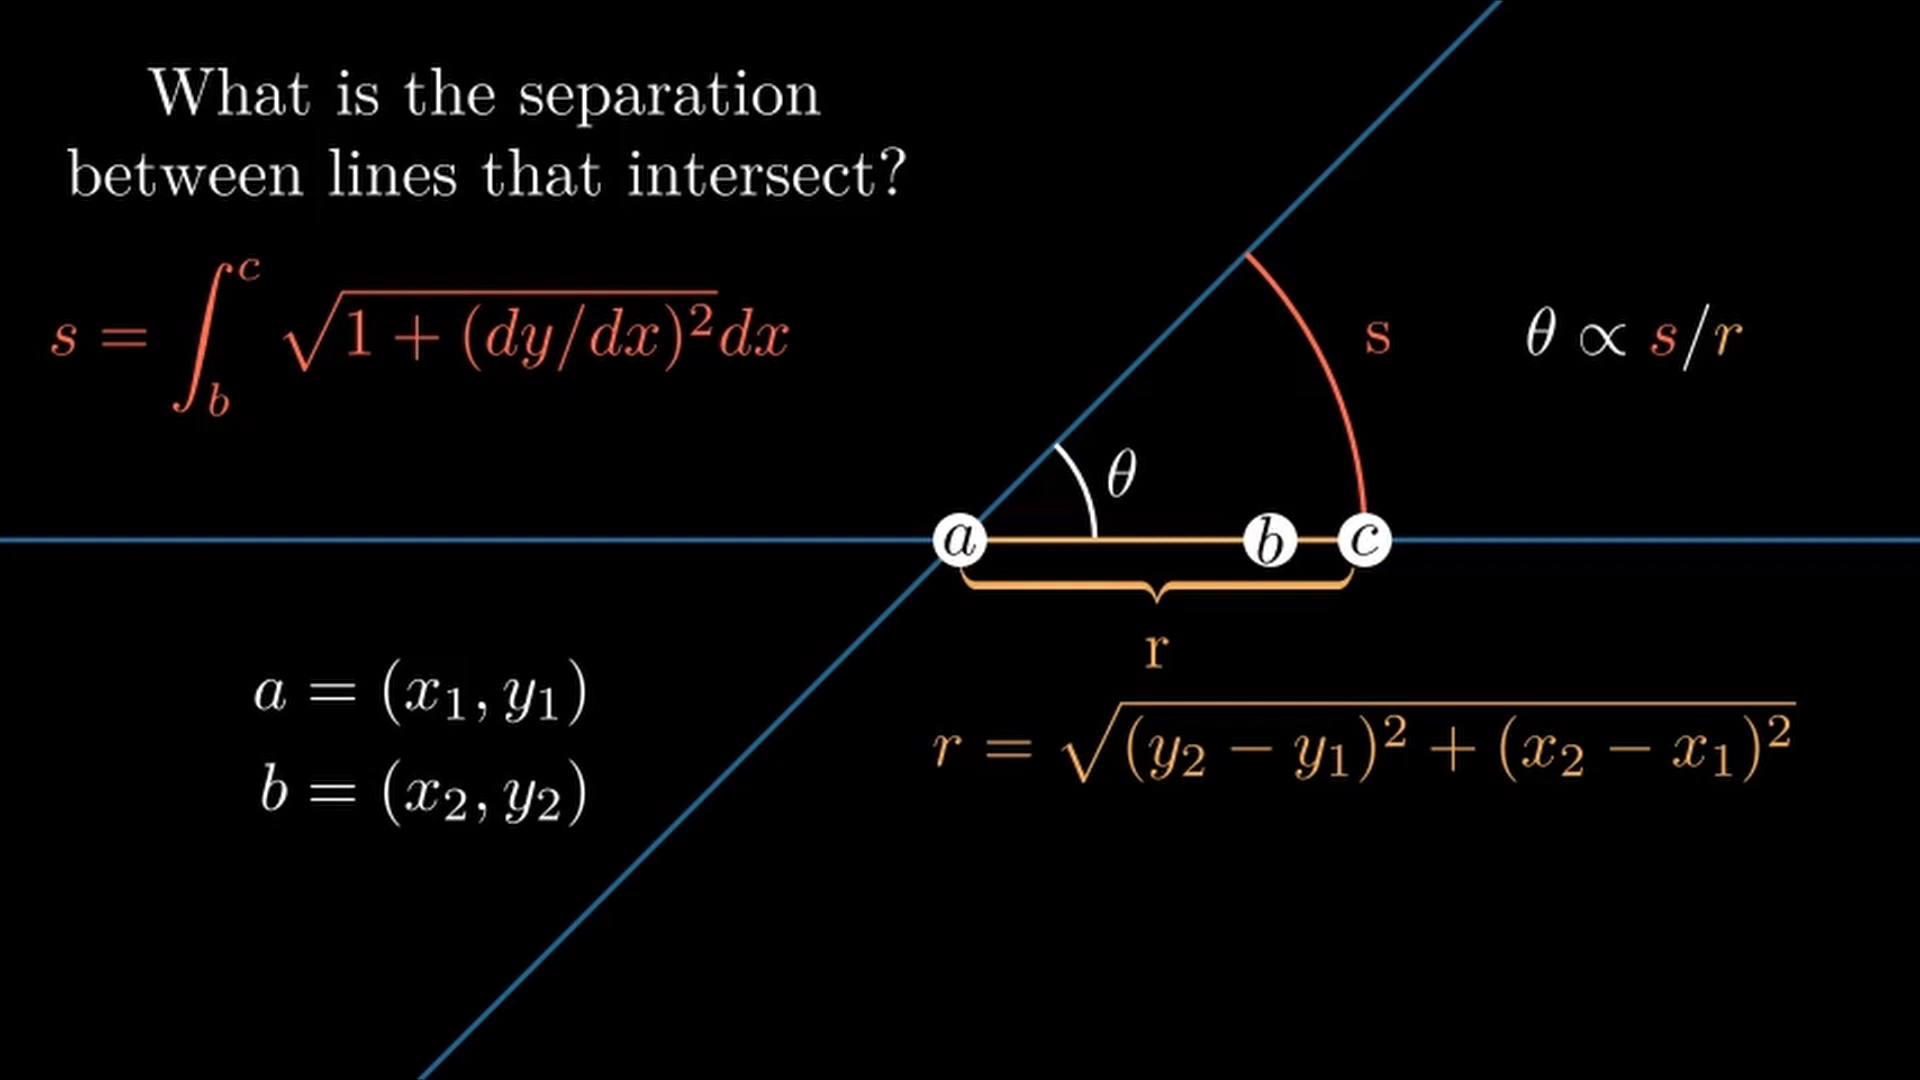 What is the separation
between lines that intersect?
s = ∫_b^c √(1 + (dy/dx)²) dx
s
θ ∝ s/r
θ
a
b
c
r
a = (x₁, y₁)
b = (x₂, y₂)
r = √((y₂ − y₁)² + (x₂ − x₁)²)